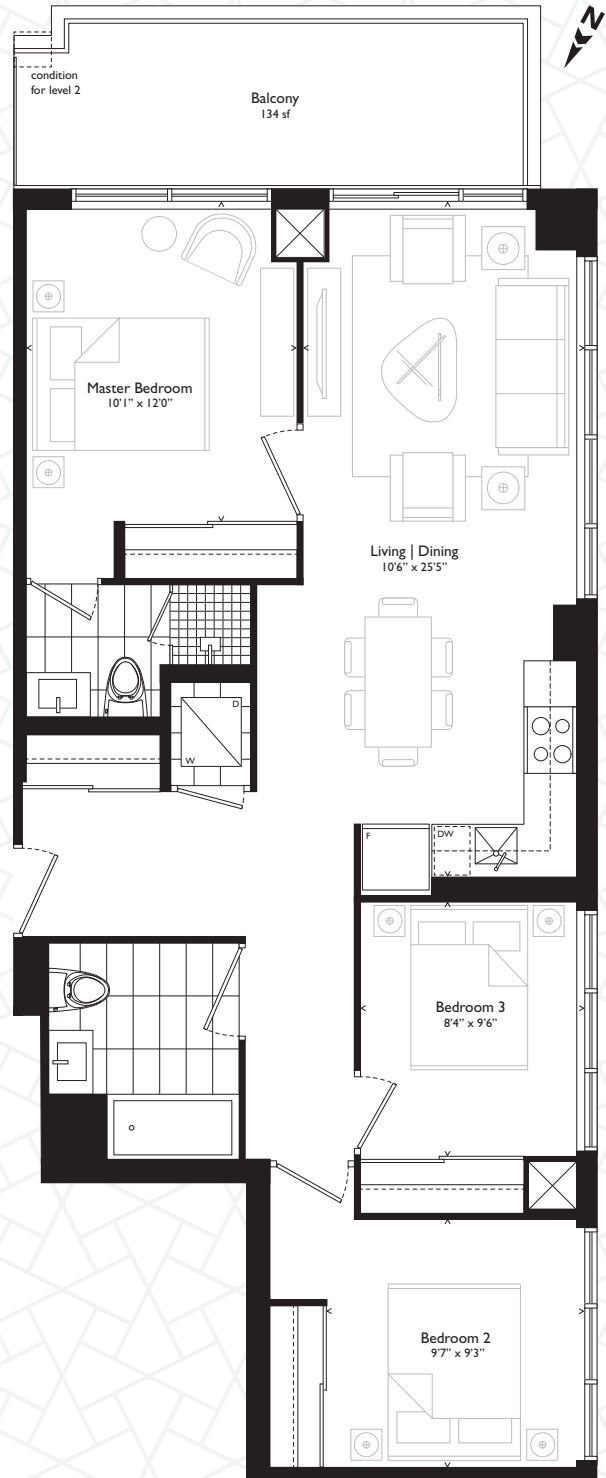 N
condition
for level 2
Balcony
134 sf
Master Bedroom
10'1" x 12'0"
Living | Dining
10'6" x 25'5"
D
W
F
DW
Bedroom 3
8'4" x 9'6"
Bedroom 2
9'7" x 9'3"